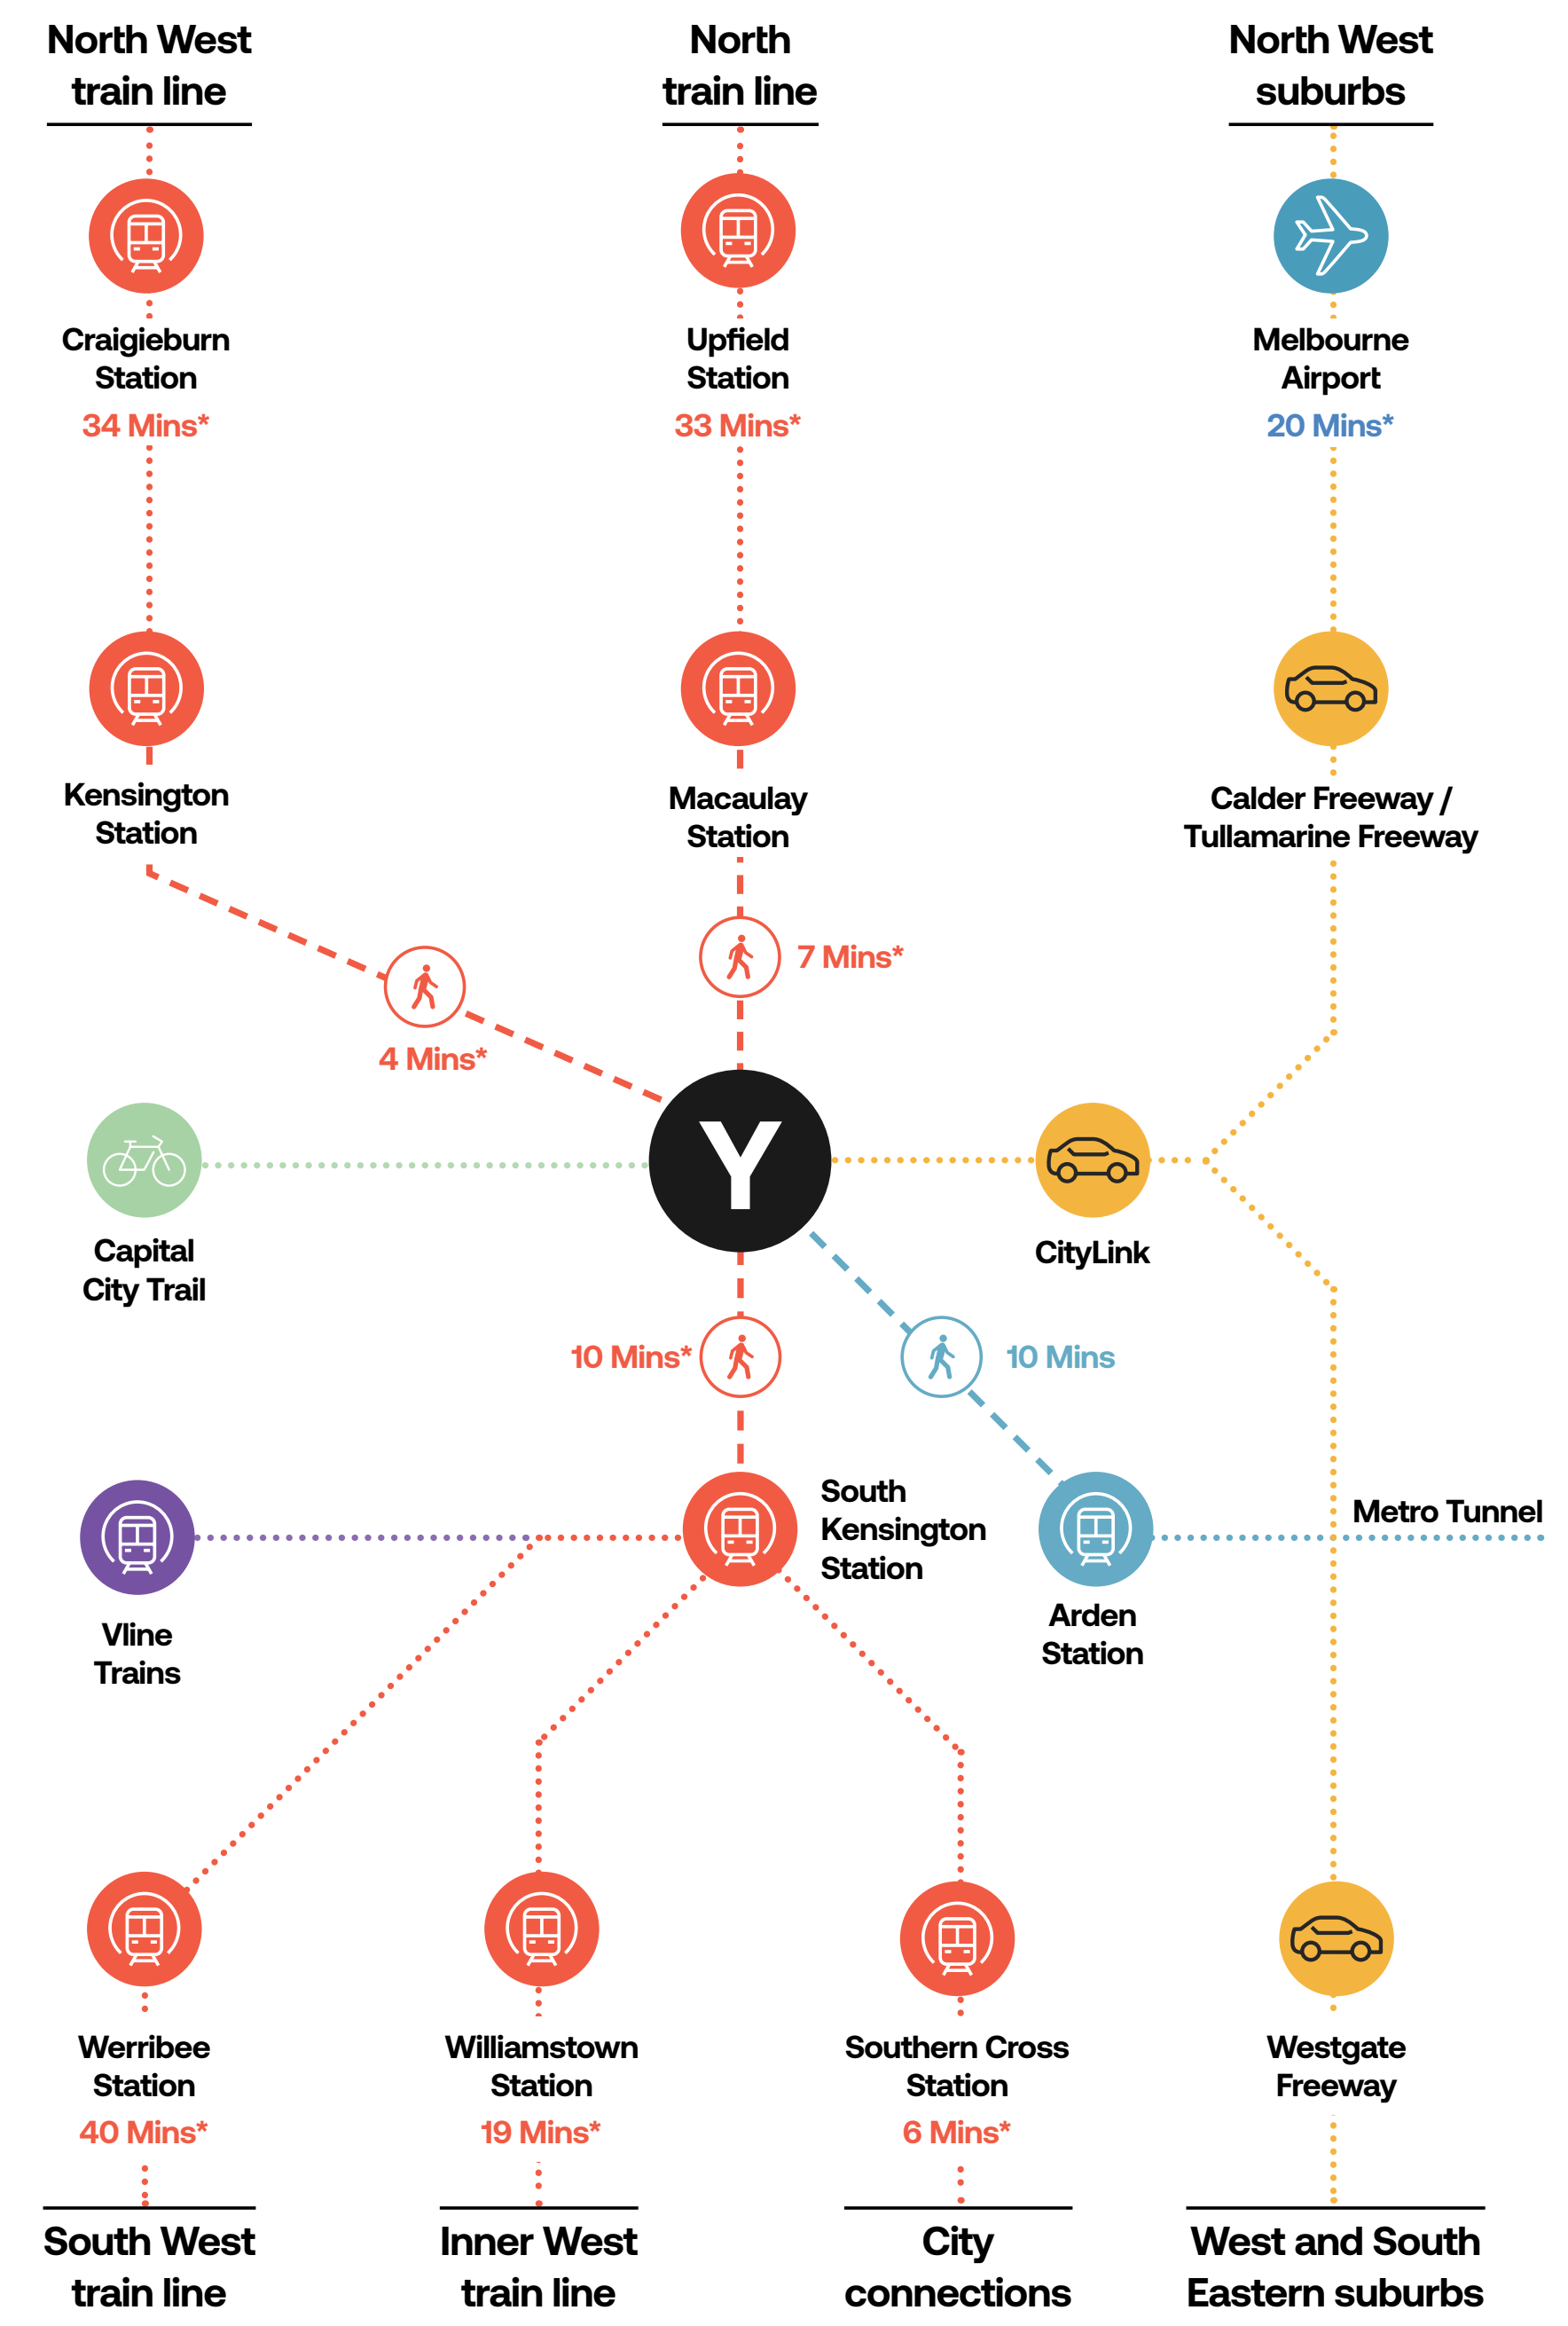 North West
train line
North
train line
North West
suburbs
Craigieburn
Station
34 Mins*
Upfield
Station
33 Mins*
Melbourne
Airport
20 Mins*
Kensington
Station
Macaulay
Station
Calder Freeway /
Tullamarine Freeway
7 Mins*
4 Mins*
Y
Capital
City Trail
CityLink
10 Mins*
10 Mins
South
Kensington
Station
Metro Tunnel
Arden
Station
Vline
Trains
Werribee
Station
40 Mins*
Williamstown
Station
19 Mins*
Southern Cross
Station
6 Mins*
Westgate
Freeway
South West
train line
Inner West
train line
City
connections
West and South
Eastern suburbs